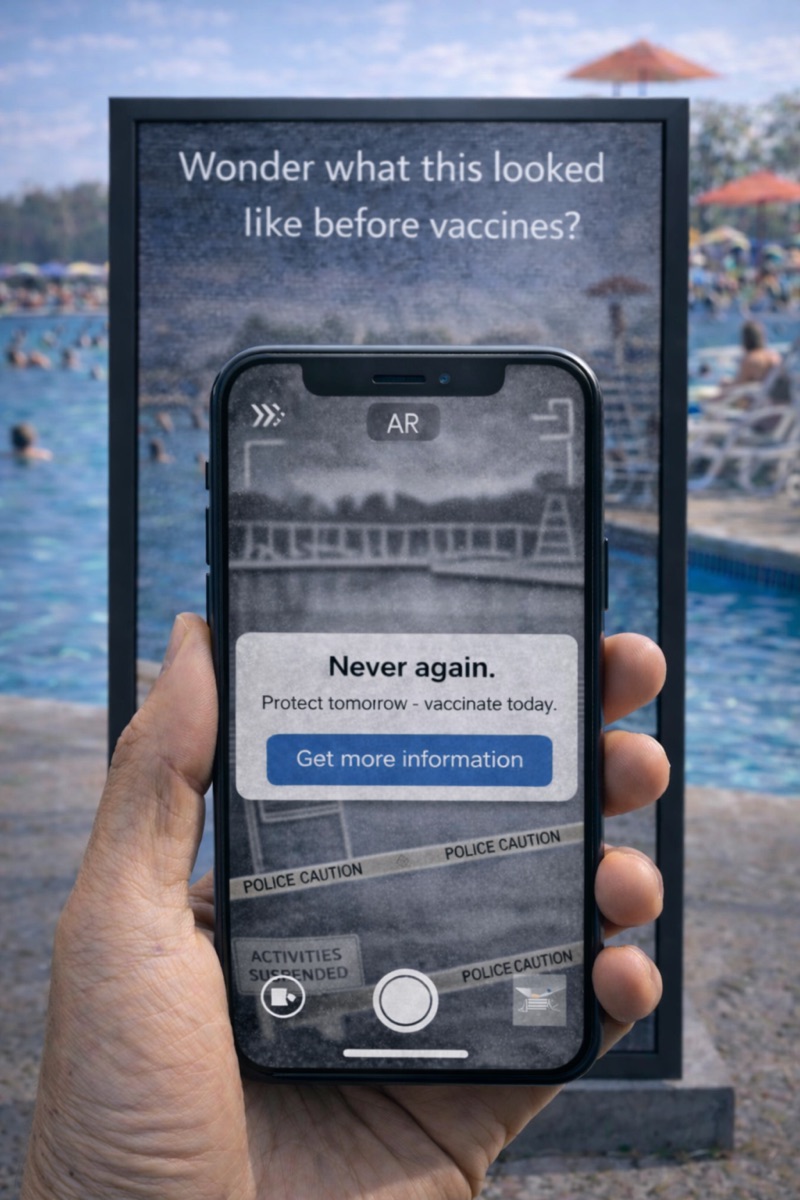 Wonder what this looked
like before vaccines?
AR
Never again.
Protect tomorrow - vaccinate today.
Get more information
POLICE CAUTION
POLICE CAUTION
ACTIVITIES
SUSPENDED
POLICE CAUTION